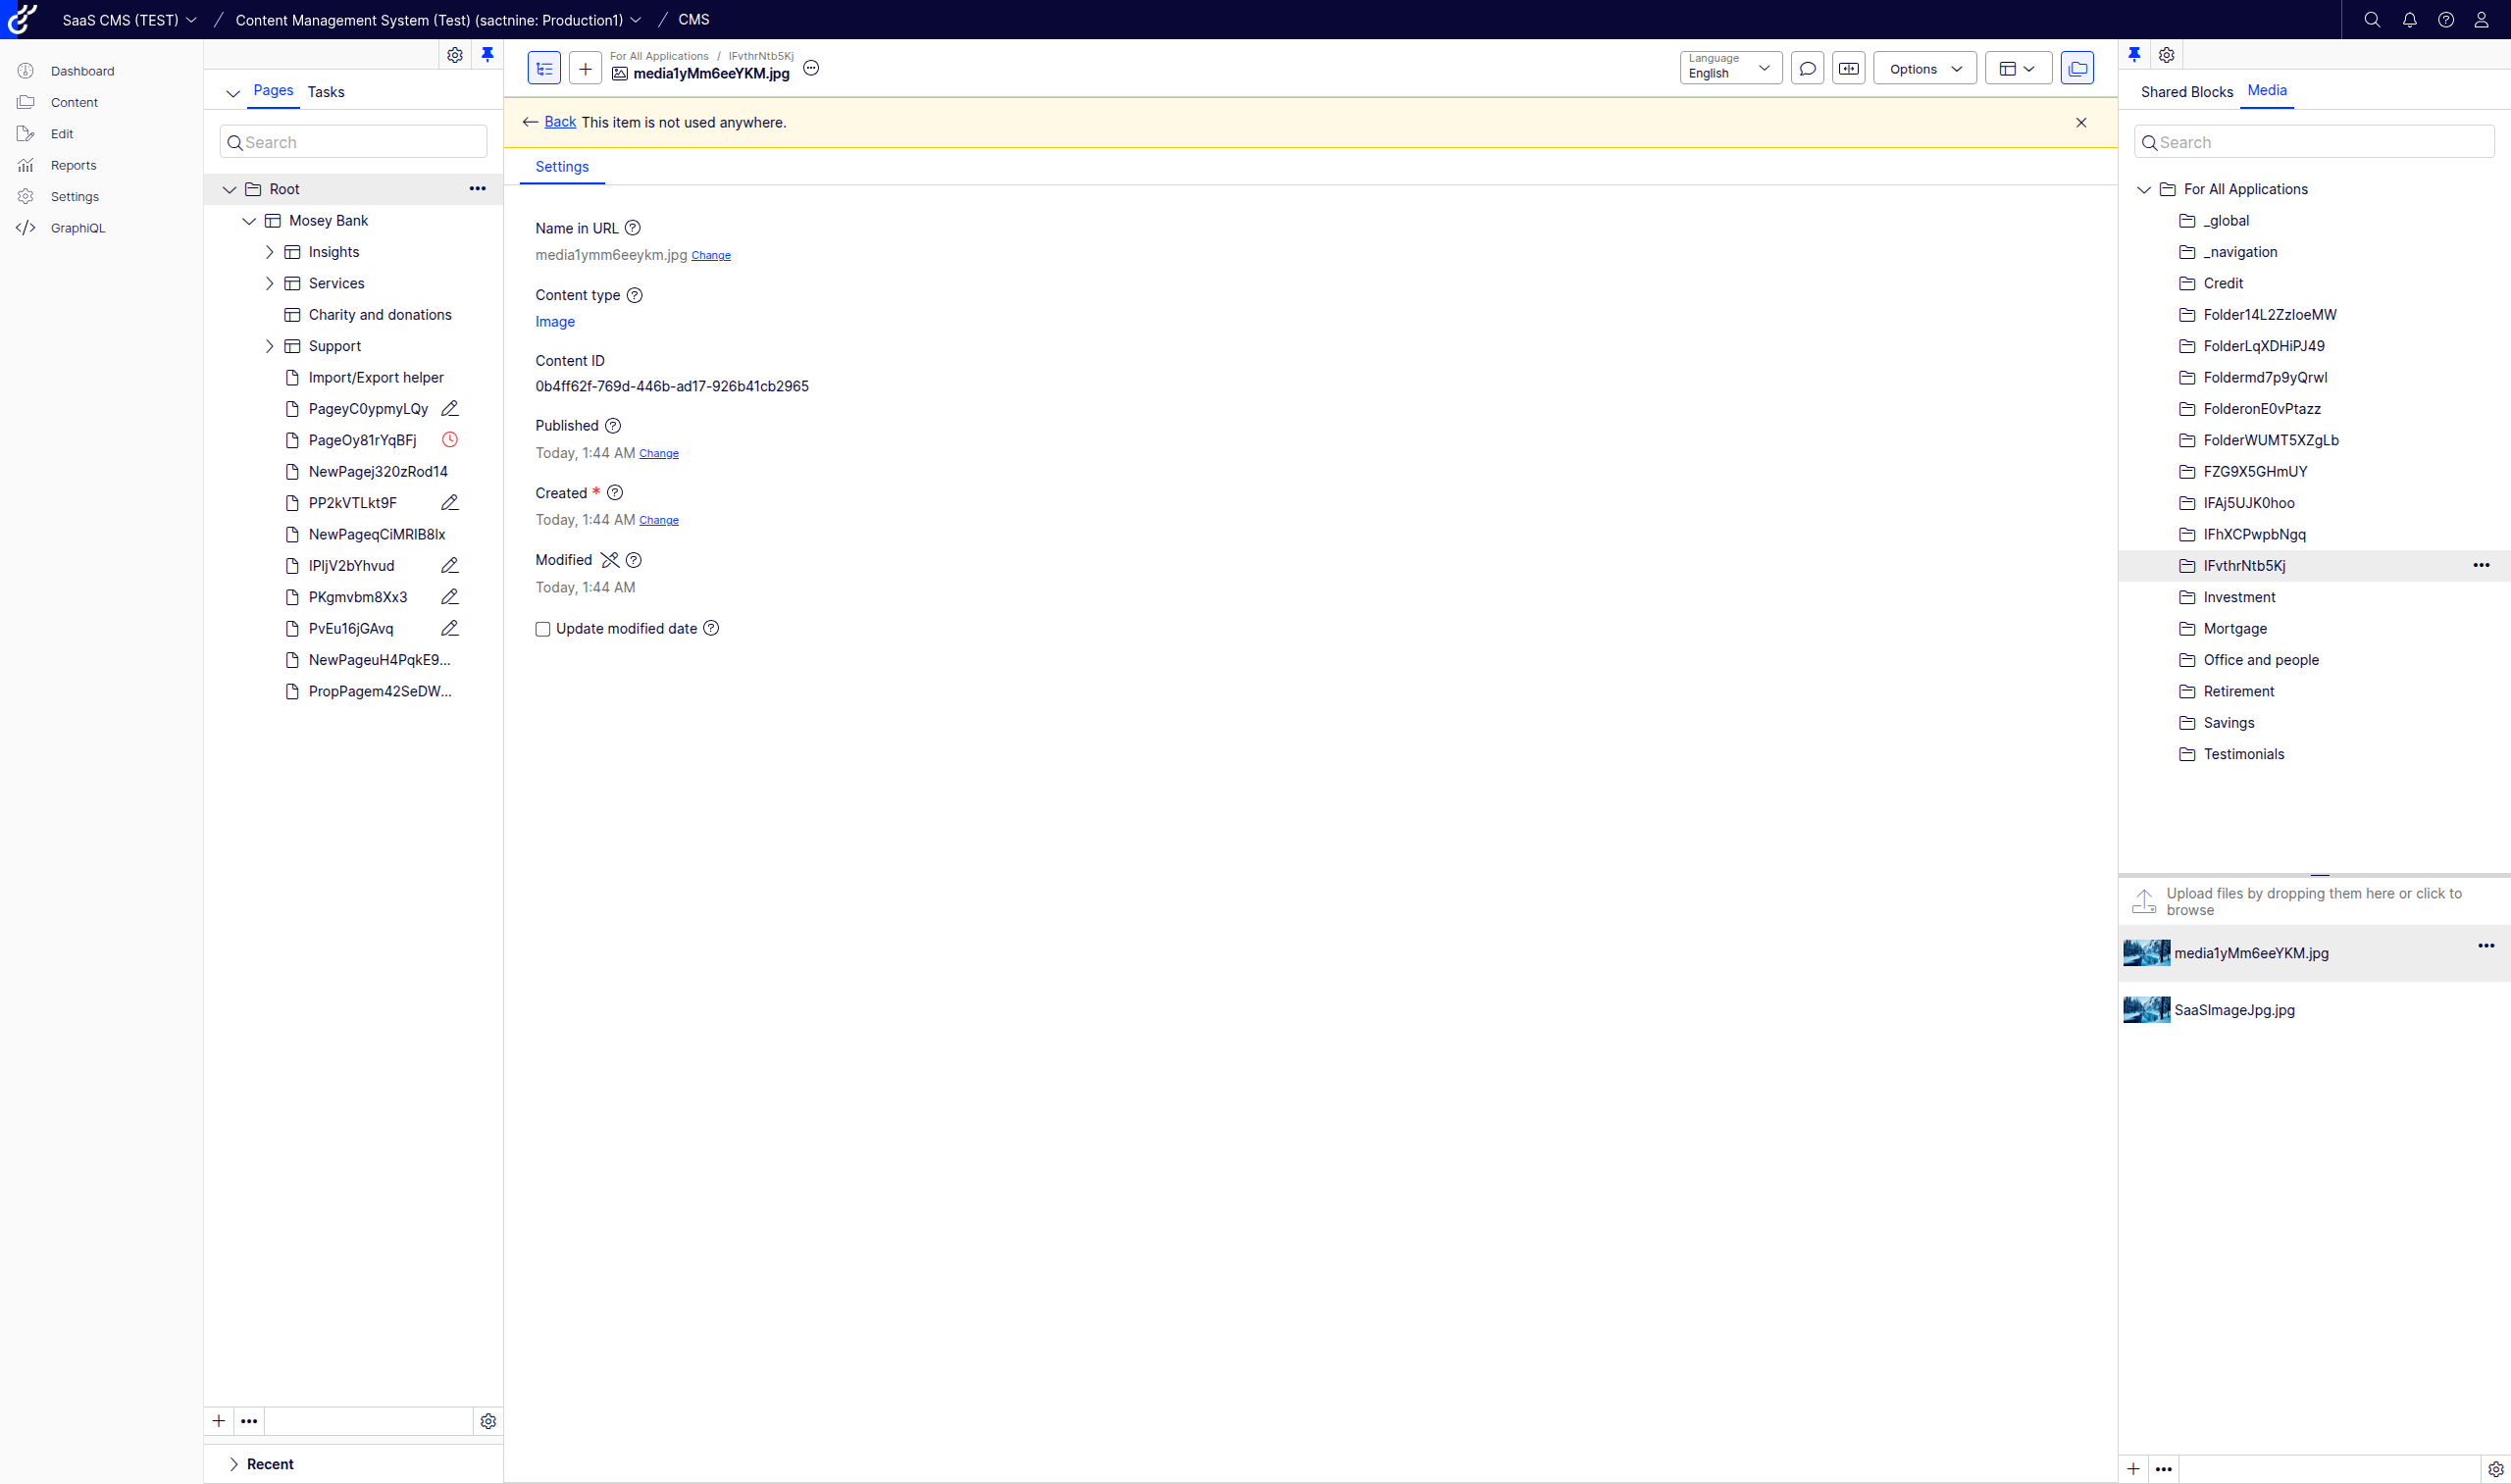 SaaS CMS (TEST) / Content Management System (Test) (sactnine: Production1) / CMS
Dashboard
Content
Edit
Reports
Settings
GraphiQL
Pages Tasks
Search
Root
Mosey Bank
Insights
Services
Charity and donations
Support
Import/Export helper
PageyC0ypmyLQy
PageOy81rYqBFj
NewPagej320zRod14
PP2kVTLkt9F
NewPageqCiMRlB8Ix
IPIjV2bYhvud
PKgmvbm8Xx3
PvEu16jGAvq
NewPageuH4PqkE9...
PropPagem42SeDW...
Recent
For All Applications / IFvthrNtb5Kj
media1yMm6eeYKM.jpg
Language
English
Options
Back This item is not used anywhere.
Settings
Name in URL
media1ymm6eeykm.jpg Change
Content type
Image
Content ID
0b4ff62f-769d-446b-ad17-926b41cb2965
Published
Today, 1:44 AM Change
Created *
Today, 1:44 AM Change
Modified
Today, 1:44 AM
Update modified date
Shared Blocks Media
Search
For All Applications
_global
_navigation
Credit
Folder14L2ZzIoeMW
FolderLqXDHiPJ49
Foldermd7p9yQrwl
FolderonE0vPtazz
FolderWUMT5XZgLb
FZG9X5GHmUY
IFAj5UJK0hoo
IFhXCPwpbNgq
IFvthrNtb5Kj
Investment
Mortgage
Office and people
Retirement
Savings
Testimonials
Upload files by dropping them here or click to
browse
media1yMm6eeYKM.jpg
SaaSImageJpg.jpg